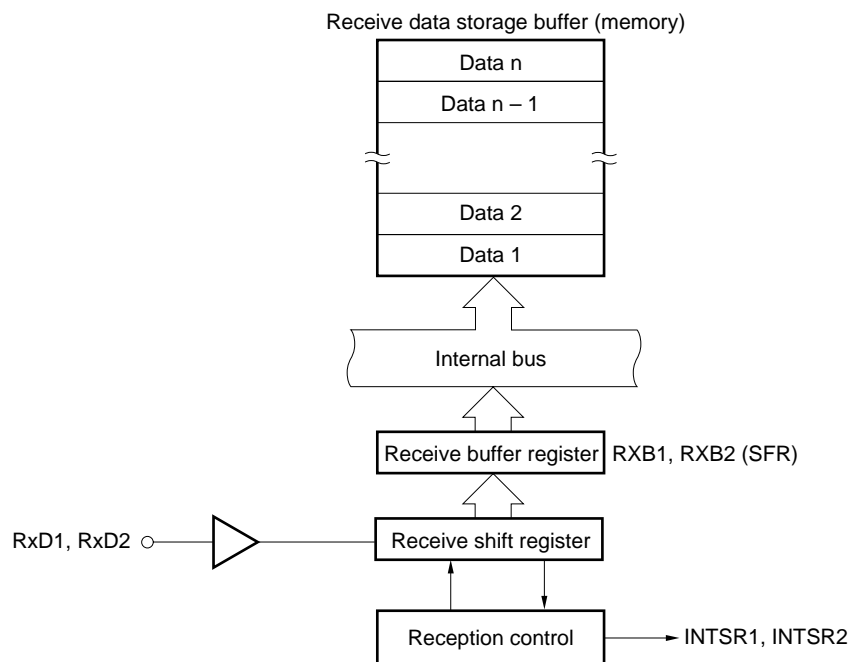 Receive data storage buffer (memory)
Data n
Data n – 1
Data 2
Data 1
Internal bus
Receive buffer register
RXB1, RXB2 (SFR)
RxD1, RxD2
Receive shift register
Reception control
INTSR1, INTSR2